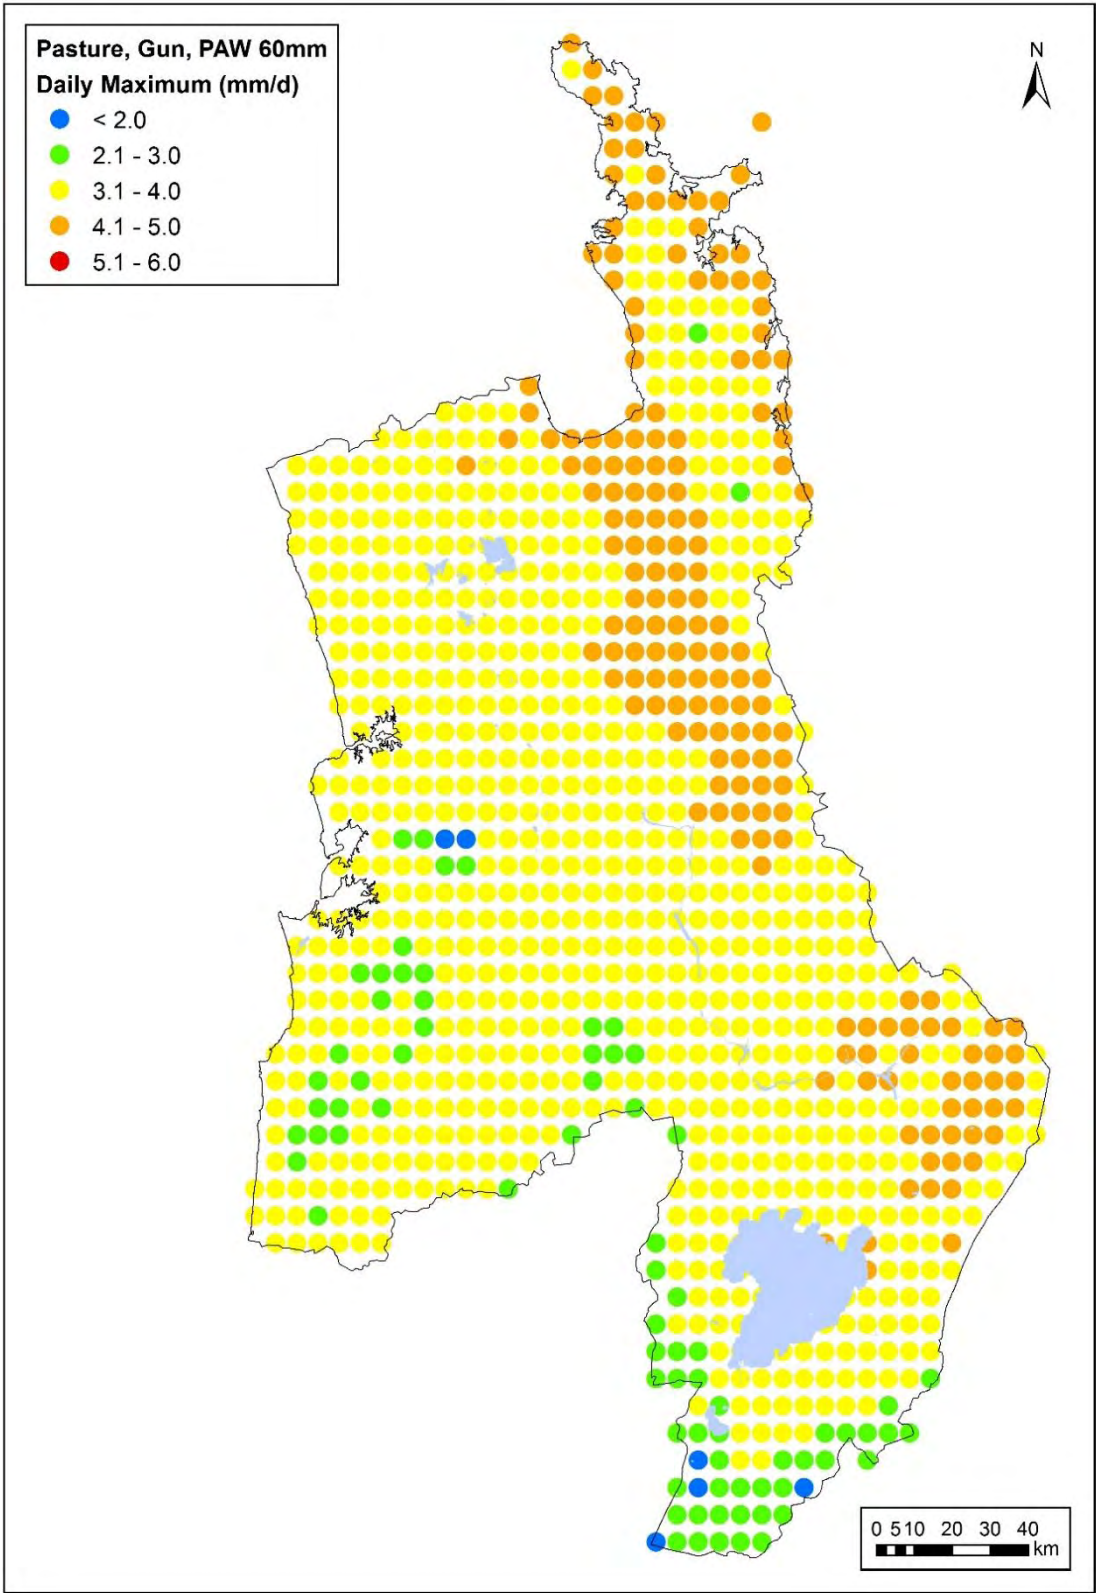 Pasture, Gun, PAW 60mm
Daily Maximum (mm/d)
< 2.0
2.1 - 3.0
3.1 - 4.0
4.1 - 5.0
5.1 - 6.0
N
0 5 10 20 30 40
km